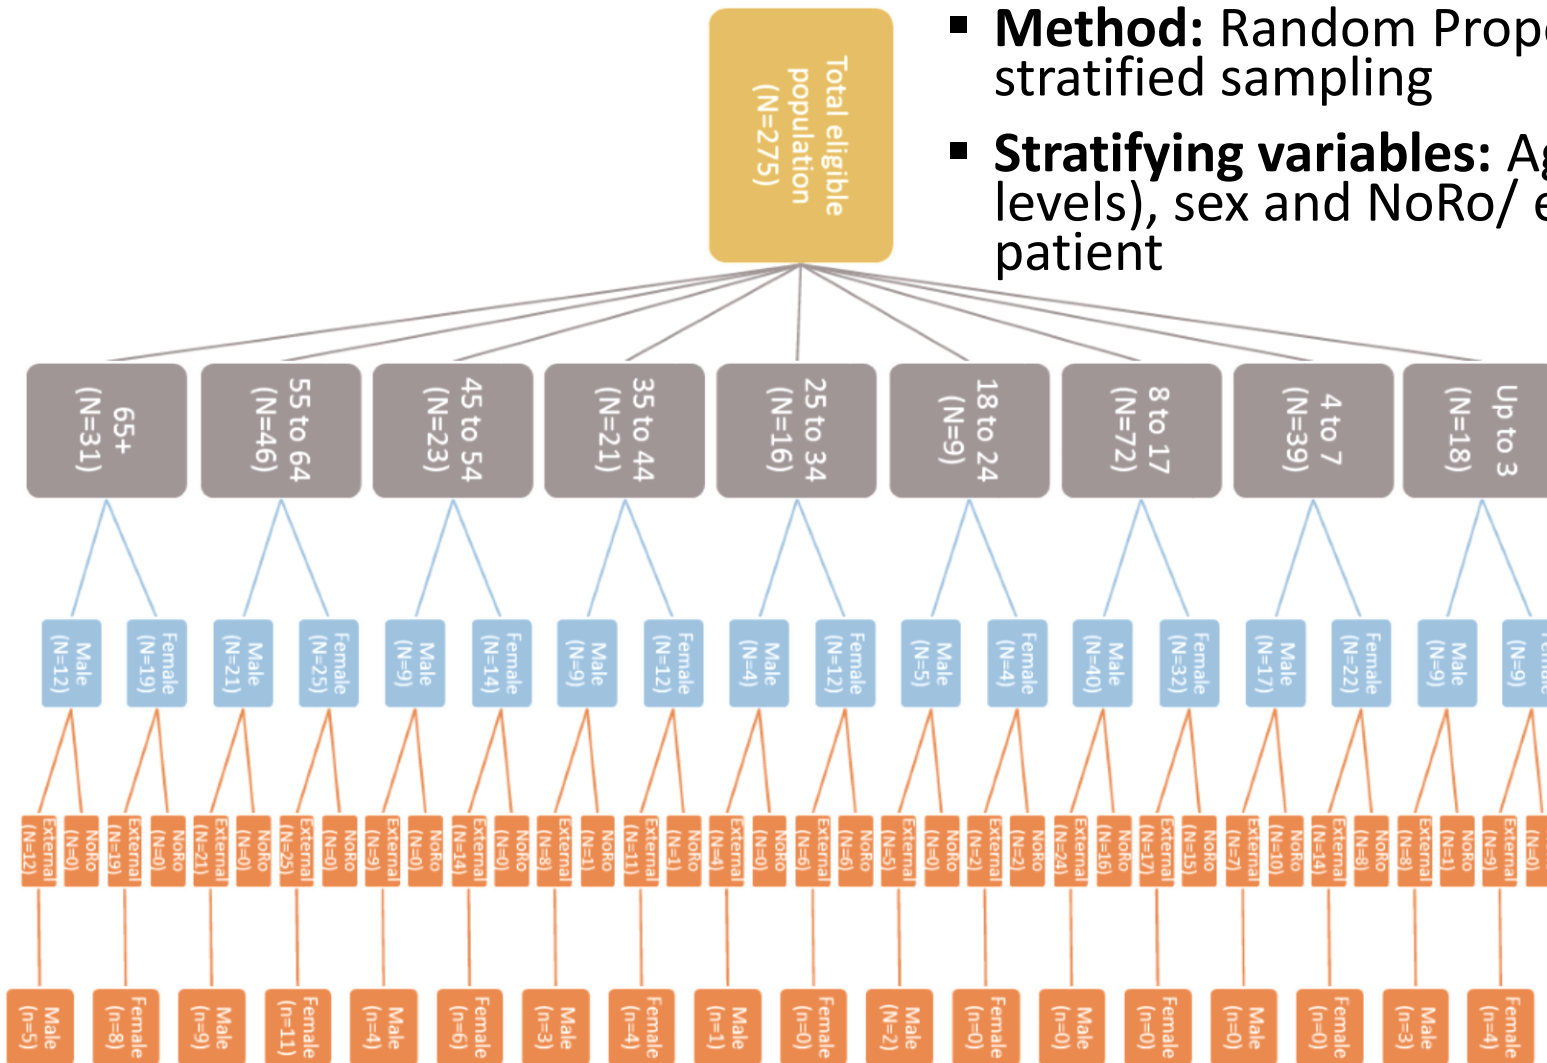 ▪ Method: Random Prop
stratified sampling
▪ Stratifying variables:
levels), sex and NoRo/
patient
Total eligible
population
(N=275)
65+
(N=31)
55 to 64
(N=46)
45 to 54
(N=23)
35 to 44
(N=21)
25 to 34
(N=16)
18 to 24
(N=9)
8 to 17
(N=72)
4 to 7
(N=39)
Up to 3
(N=18)
Male
(N=12)
Female
(N=19)
Male
(N=21)
Female
(N=25)
Male
(N=9)
Female
(N=14)
Male
(N=9)
Female
(N=12)
Male
(N=4)
Female
(N=12)
Male
(N=5)
Female
(N=4)
Male
(N=40)
Female
(N=32)
Male
(N=17)
Female
(N=22)
Male
(N=9)
Female
(N=9)
External
(N=12)
NoRo
(N=0)
External
(N=19)
NoRo
(N=0)
External
(N=21)
NoRo
(N=0)
External
(N=25)
NoRo
(N=0)
External
(N=9)
NoRo
(N=0)
External
(N=14)
NoRo
(N=0)
External
(N=8)
NoRo
(N=1)
External
(N=11)
NoRo
(N=1)
External
(N=4)
NoRo
(N=0)
External
(N=6)
NoRo
(N=6)
External
(N=5)
NoRo
(N=0)
External
(N=2)
NoRo
(N=2)
External
(N=24)
NoRo
(N=16)
External
(N=17)
NoRo
(N=15)
External
(N=7)
NoRo
(N=10)
External
(N=14)
NoRo
(N=8)
External
(N=8)
NoRo
(N=1)
External
(N=9)
(N=0)
Male
(n=5)
Female
(n=8)
Male
(n=9)
Female
(n=11)
Male
(n=4)
Female
(n=6)
Male
(n=3)
Female
(n=4)
Male
(n=1)
Female
(n=0)
Male
(N=2)
Female
(n=0)
Male
(n=0)
Female
(n=0)
Male
(n=0)
Female
(n=0)
Male
(n=3)
Female
(n=4)